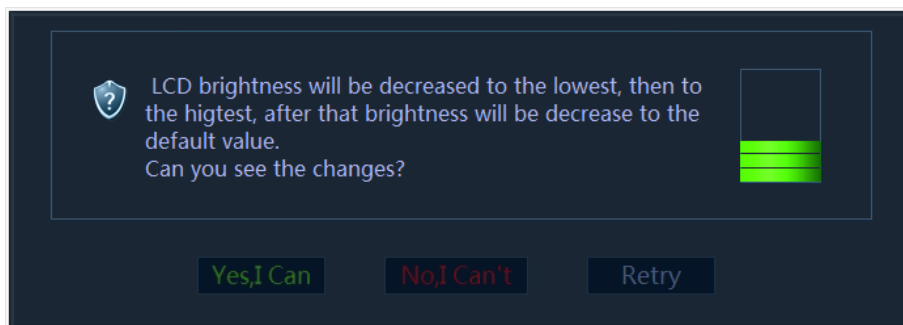 LCD brightness will be decreased to the lowest, then to
the higtest, after that brightness will be decrease to the
default value.
Can you see the changes?
Yes,I Can
No,I Can't
Retry